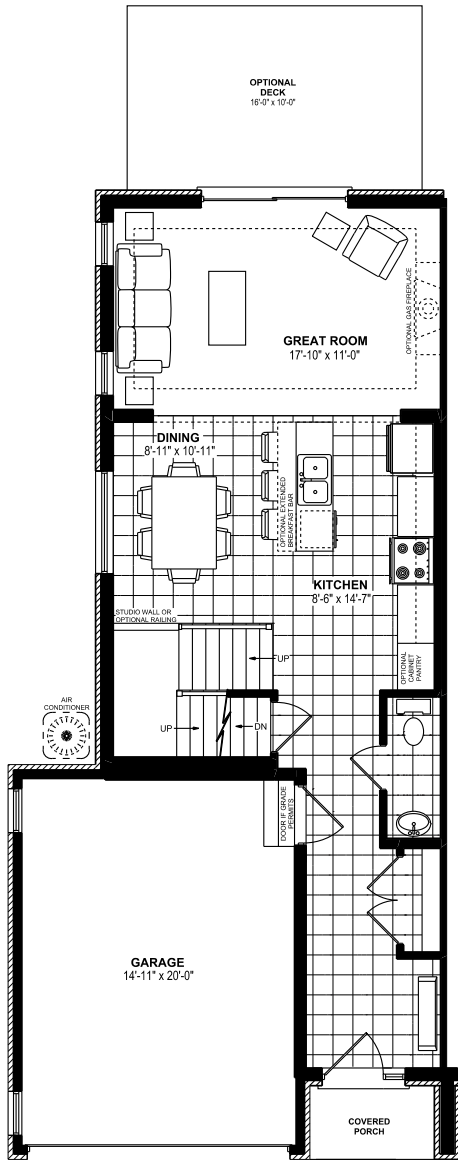 OPTIONAL
DECK
16'-0" x 10'-0"
OPTIONAL GAS FIREPLACE
GREAT ROOM
17'-10" x 11'-0"
DINING
8'-11" x 10'-11"
OPTIONAL EXTENDED
BREAKFAST BAR
KITCHEN
8'-6" x 14'-7"
STUDIO WALL OR
OPTIONAL RAILING
UP
OPTIONAL
CABINET
PANTRY
AIR
CONDITIONER
UP
DN
DOOR IF GRADE
PERMITS
GARAGE
14'-11" x 20'-0"
COVERED
PORCH